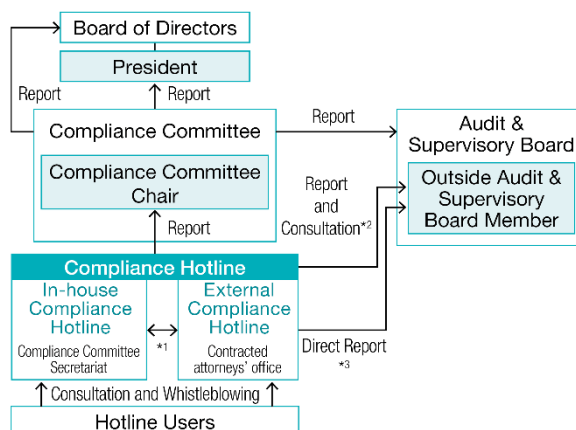 Board of Directors
President
Report
Report
Compliance Committee
Report
Audit &
Supervisory Board
Compliance Committee
Chair
Outside Audit &
Supervisory
Board Member
Report
and
Consultation*2
Report
Compliance Hotline
In-house
Compliance
Hotline
Compliance Committee
Secretariat
*1
External
Compliance
Hotline
Contracted
attorneys' office
Direct Report
*3
Consultation and Whistleblowing
Hotline Users